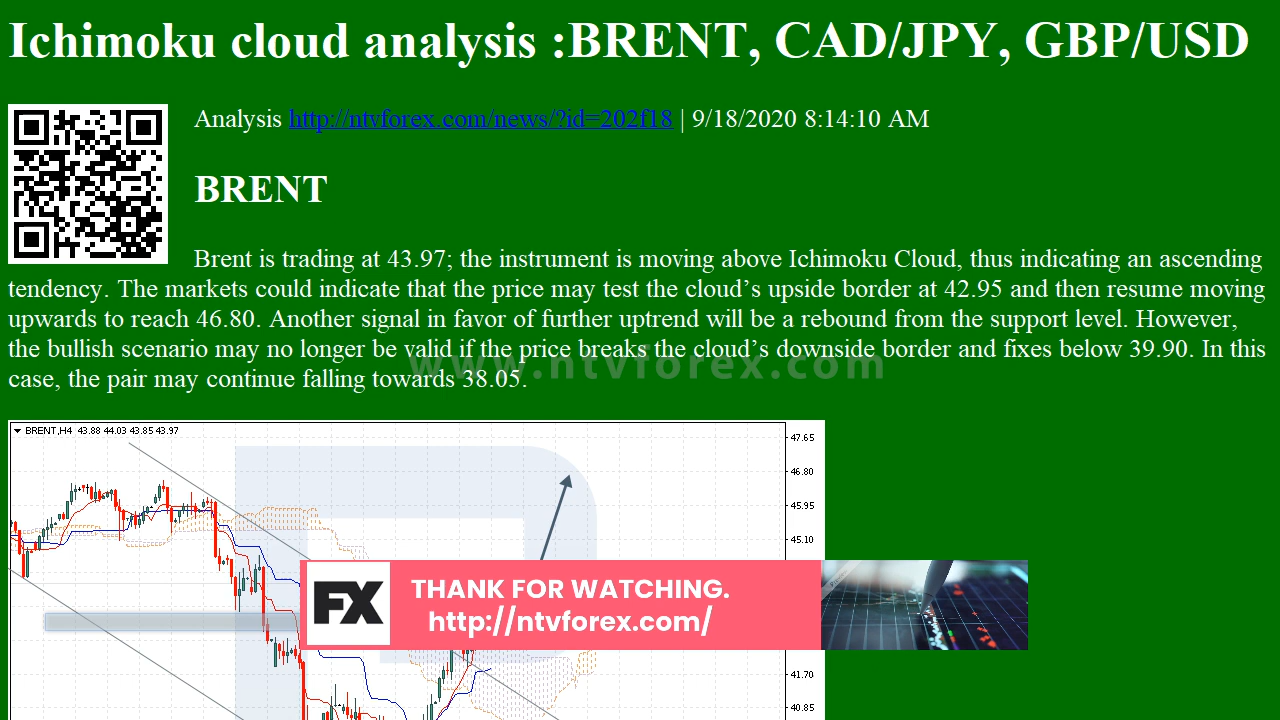 Ichimoku cloud analysis :BRENT, CAD/JPY, GBP/USD
Analysis http://ntvforex.com/news/?id=202f18 | 9/18/2020 8:14:10 AM
BRENT
Brent is trading at 43.97; the instrument is moving above Ichimoku Cloud, thus indicating an ascending
tendency. The markets could indicate that the price may test the cloud’s upside border at 42.95 and then resume moving
upwards to reach 46.80. Another signal in favor of further uptrend will be a rebound from the support level. However,
the bullish scenario may no longer be valid if the price breaks the cloud’s downside border and fixes below 39.90. In this
case, the pair may continue falling towards 38.05.
www.ntvforex.com
BRENT,H4 43.88 44.03 43.85 43.97
47.65
46.80
45.95
45.10
FX
THANK FOR WATCHING.
http://ntvforex.com/
41.70
40.85